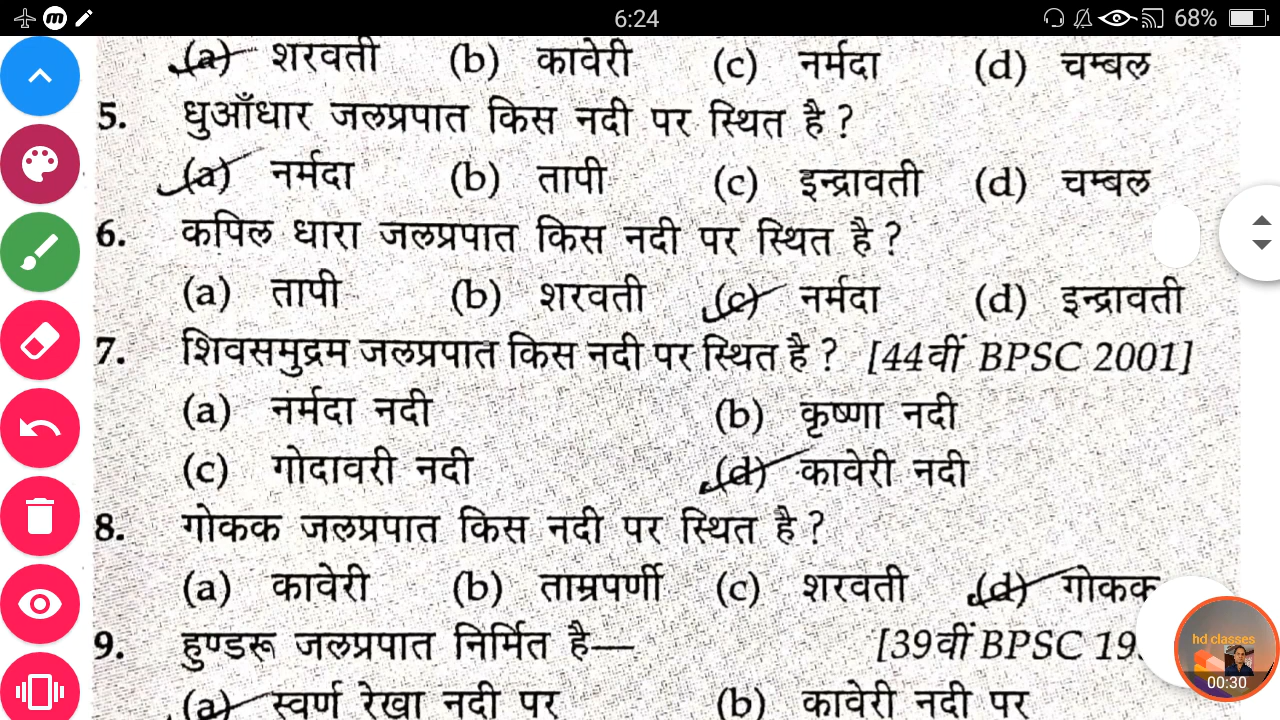 6:24 68%
(a) शरवती (b) कावेरी (c) नर्मदा (d) चम्बल
5. धुआँधार जलप्रपात किस नदी पर स्थित है ?
(a) नर्मदा (b) तापी (c) इन्द्रावती (d) चम्बल
6. कपिल धारा जलप्रपात किस नदी पर स्थित है ?
(a) तापी (b) शरवती (c) नर्मदा (d) इन्द्रावती
7. शिवसमुद्रम जलप्रपात किस नदी पर स्थित है ? [44वीं BPSC 2001]
(a) नर्मदा नदी (b) कृष्णा नदी
(c) गोदावरी नदी (d) कावेरी नदी
8. गोकक जलप्रपात किस नदी पर स्थित है ?
(a) कावेरी (b) ताम्रपर्णी (c) शरवती (d) गोकक
9. हुण्डरू जलप्रपात निर्मित है— [39वीं BPSC 19
(a) स्वर्ण रेखा नदी पर (b) कावेरी नदी पर
hd classes
00:30